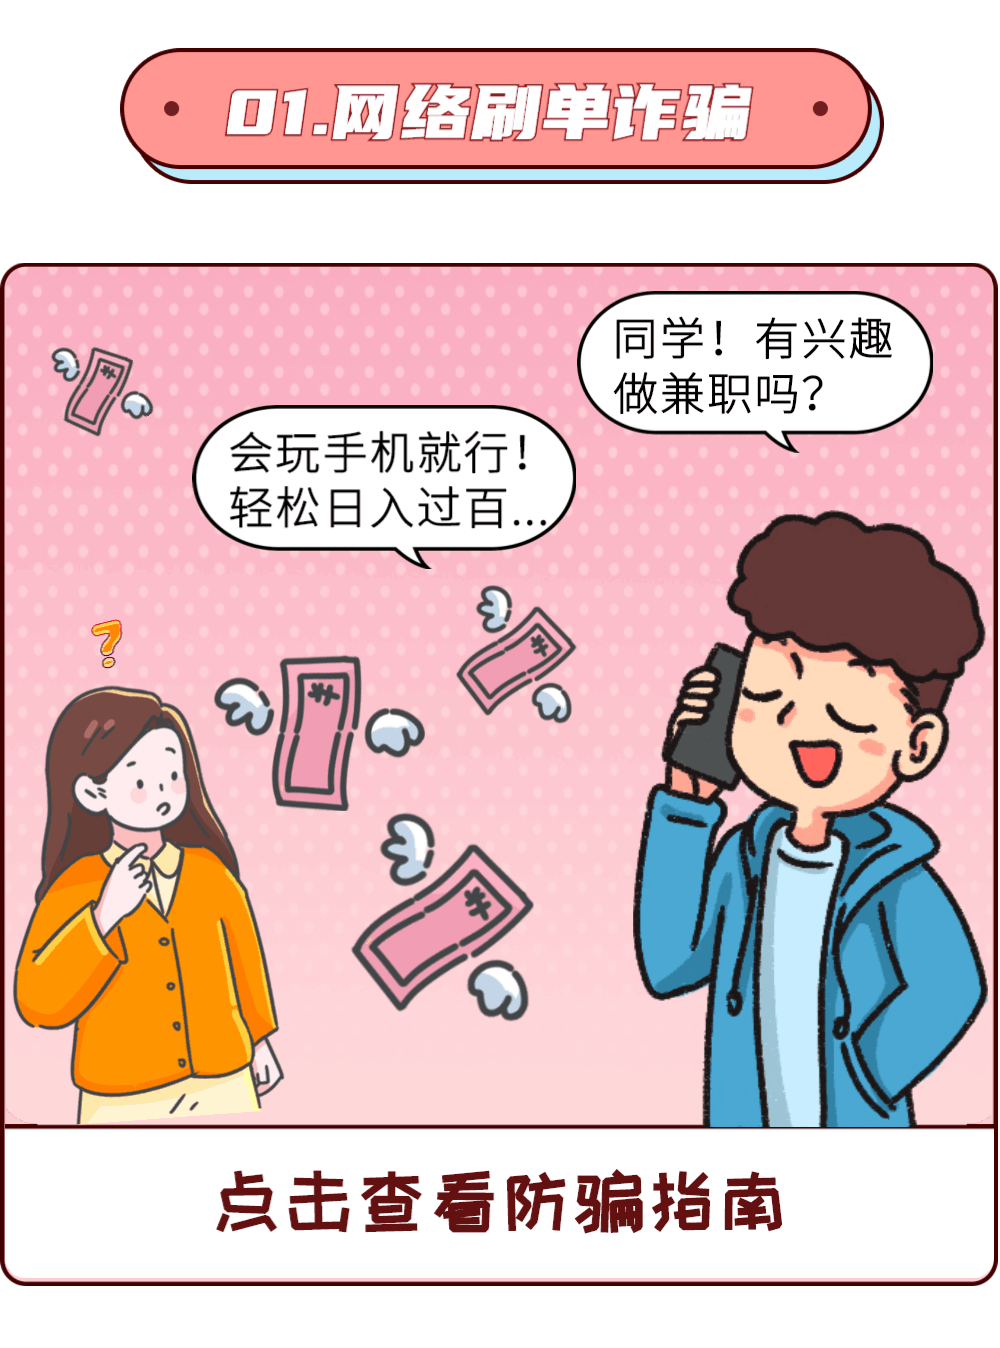 01.网络刷单诈骗
同学！有兴趣
做兼职吗？
会玩手机就行！
轻松日入过百...
?
点击查看防骗指南